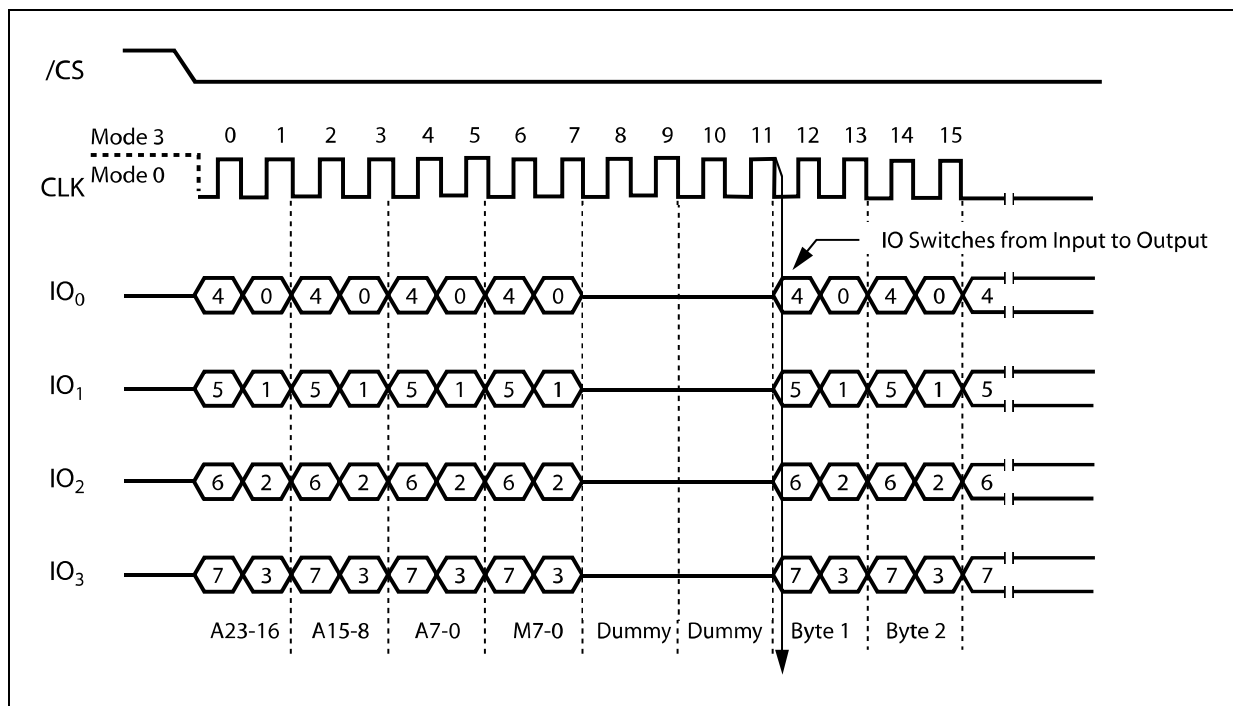 /CS
Mode 3
0 1 2 3 4 5 6 7 8 9 10 11 12 13 14 15
Mode 0
CLK
IO Switches from Input to Output
IO0 4 0 4 0 4 0 4 0 4 0 4 0 4
IO1 5 1 5 1 5 1 5 1 5 1 5 1 5
IO2 6 2 6 2 6 2 6 2 6 2 6 2 6
IO3 7 3 7 3 7 3 7 3 7 3 7 3 7
A23-16 A15-8 A7-0 M7-0 Dummy Dummy Byte 1 Byte 2